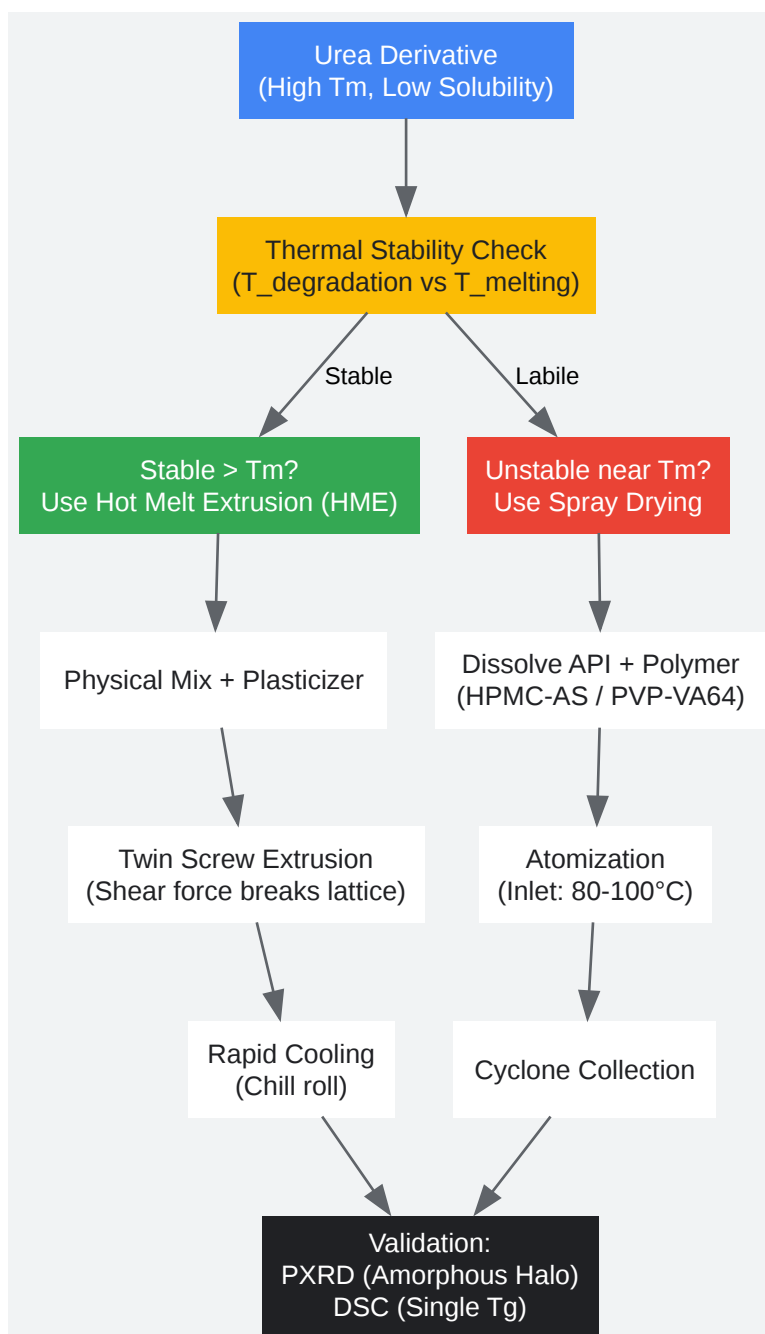 Urea Derivative
(High Tm, Low Solubility)
Thermal Stability Check
(T_degradation vs T_melting)
Stable
Labile
Stable > Tm?
Use Hot Melt Extrusion (HME)
Unstable near Tm?
Use Spray Drying
Physical Mix + Plasticizer
Dissolve API + Polymer
(HPMC-AS / PVP-VA64)
Twin Screw Extrusion
(Shear force breaks lattice)
Atomization
(Inlet: 80-100°C)
Rapid Cooling
(Chill roll)
Cyclone Collection
Validation:
PXRD (Amorphous Halo)
DSC (Single Tg)